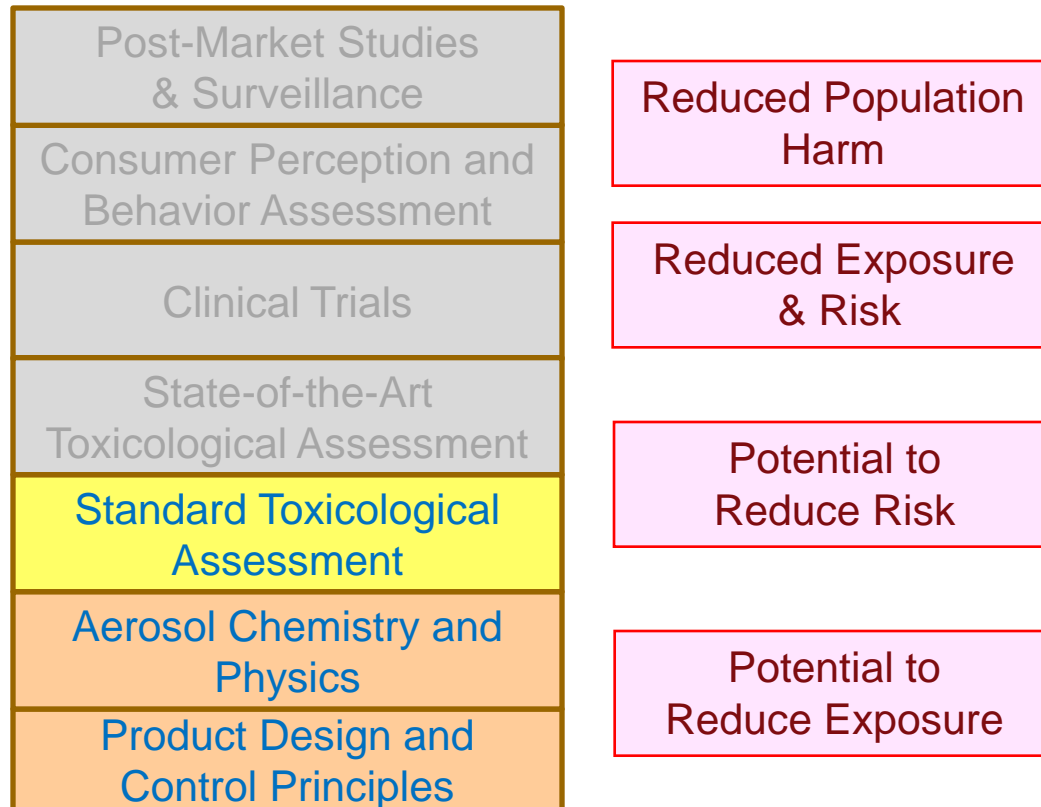 Post-Market Studies
& Surveillance
Consumer Perception and
Behavior Assessment
Clinical Trials
State-of-the-Art
Toxicological Assessment
Standard Toxicological
Assessment
Aerosol Chemistry and
Physics
Product Design and
Control Principles
Reduced Population
Harm
Reduced Exposure
& Risk
Potential to
Reduce Risk
Potential to
Reduce Exposure